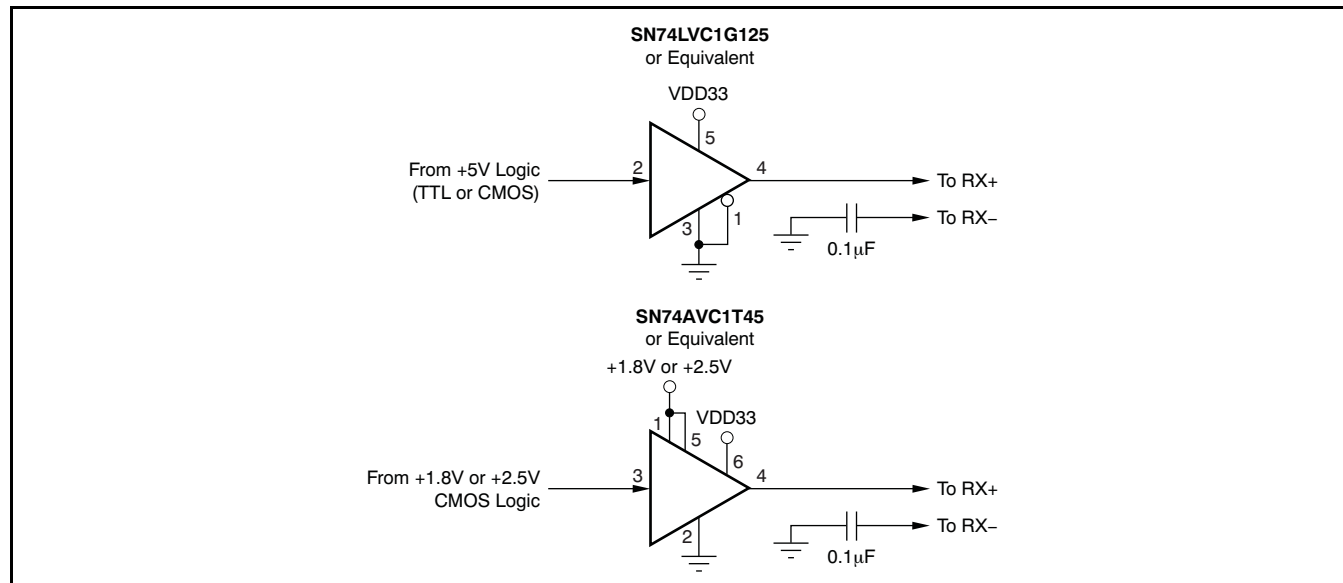 SN74LVC1G125
or Equivalent
VDD33
5
From +5V Logic
(TTL or CMOS)
2
4
To RX+
1
3
To RX−
0.1µF
SN74AVC1T45
or Equivalent
+1.8V or +2.5V
1
VDD33
5
6
From +1.8V or +2.5V
CMOS Logic
3
4
To RX+
2
To RX−
0.1µF